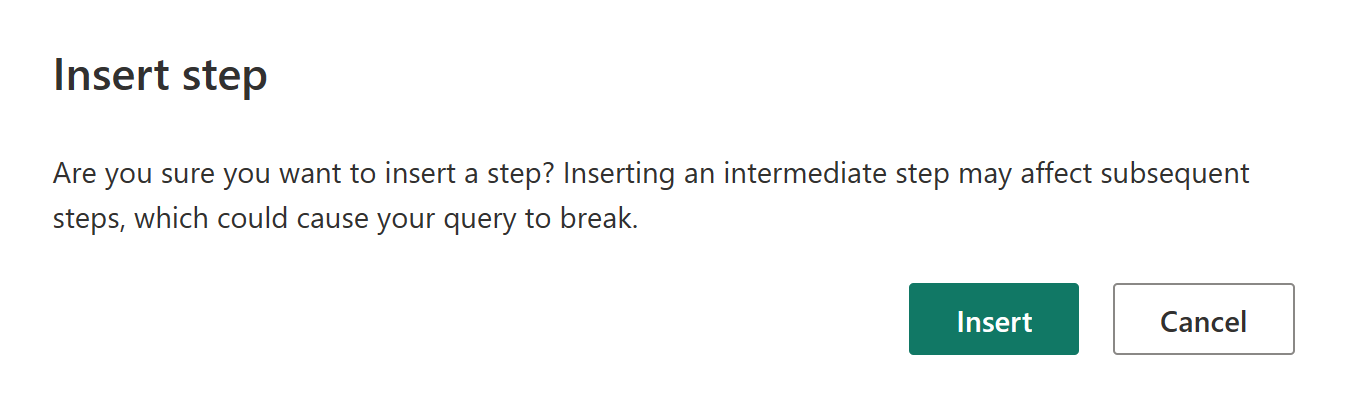 Insert step
Are you sure you want to insert a step? Inserting an intermediate step may affect subsequent
steps, which could cause your query to break.
Insert
Cancel